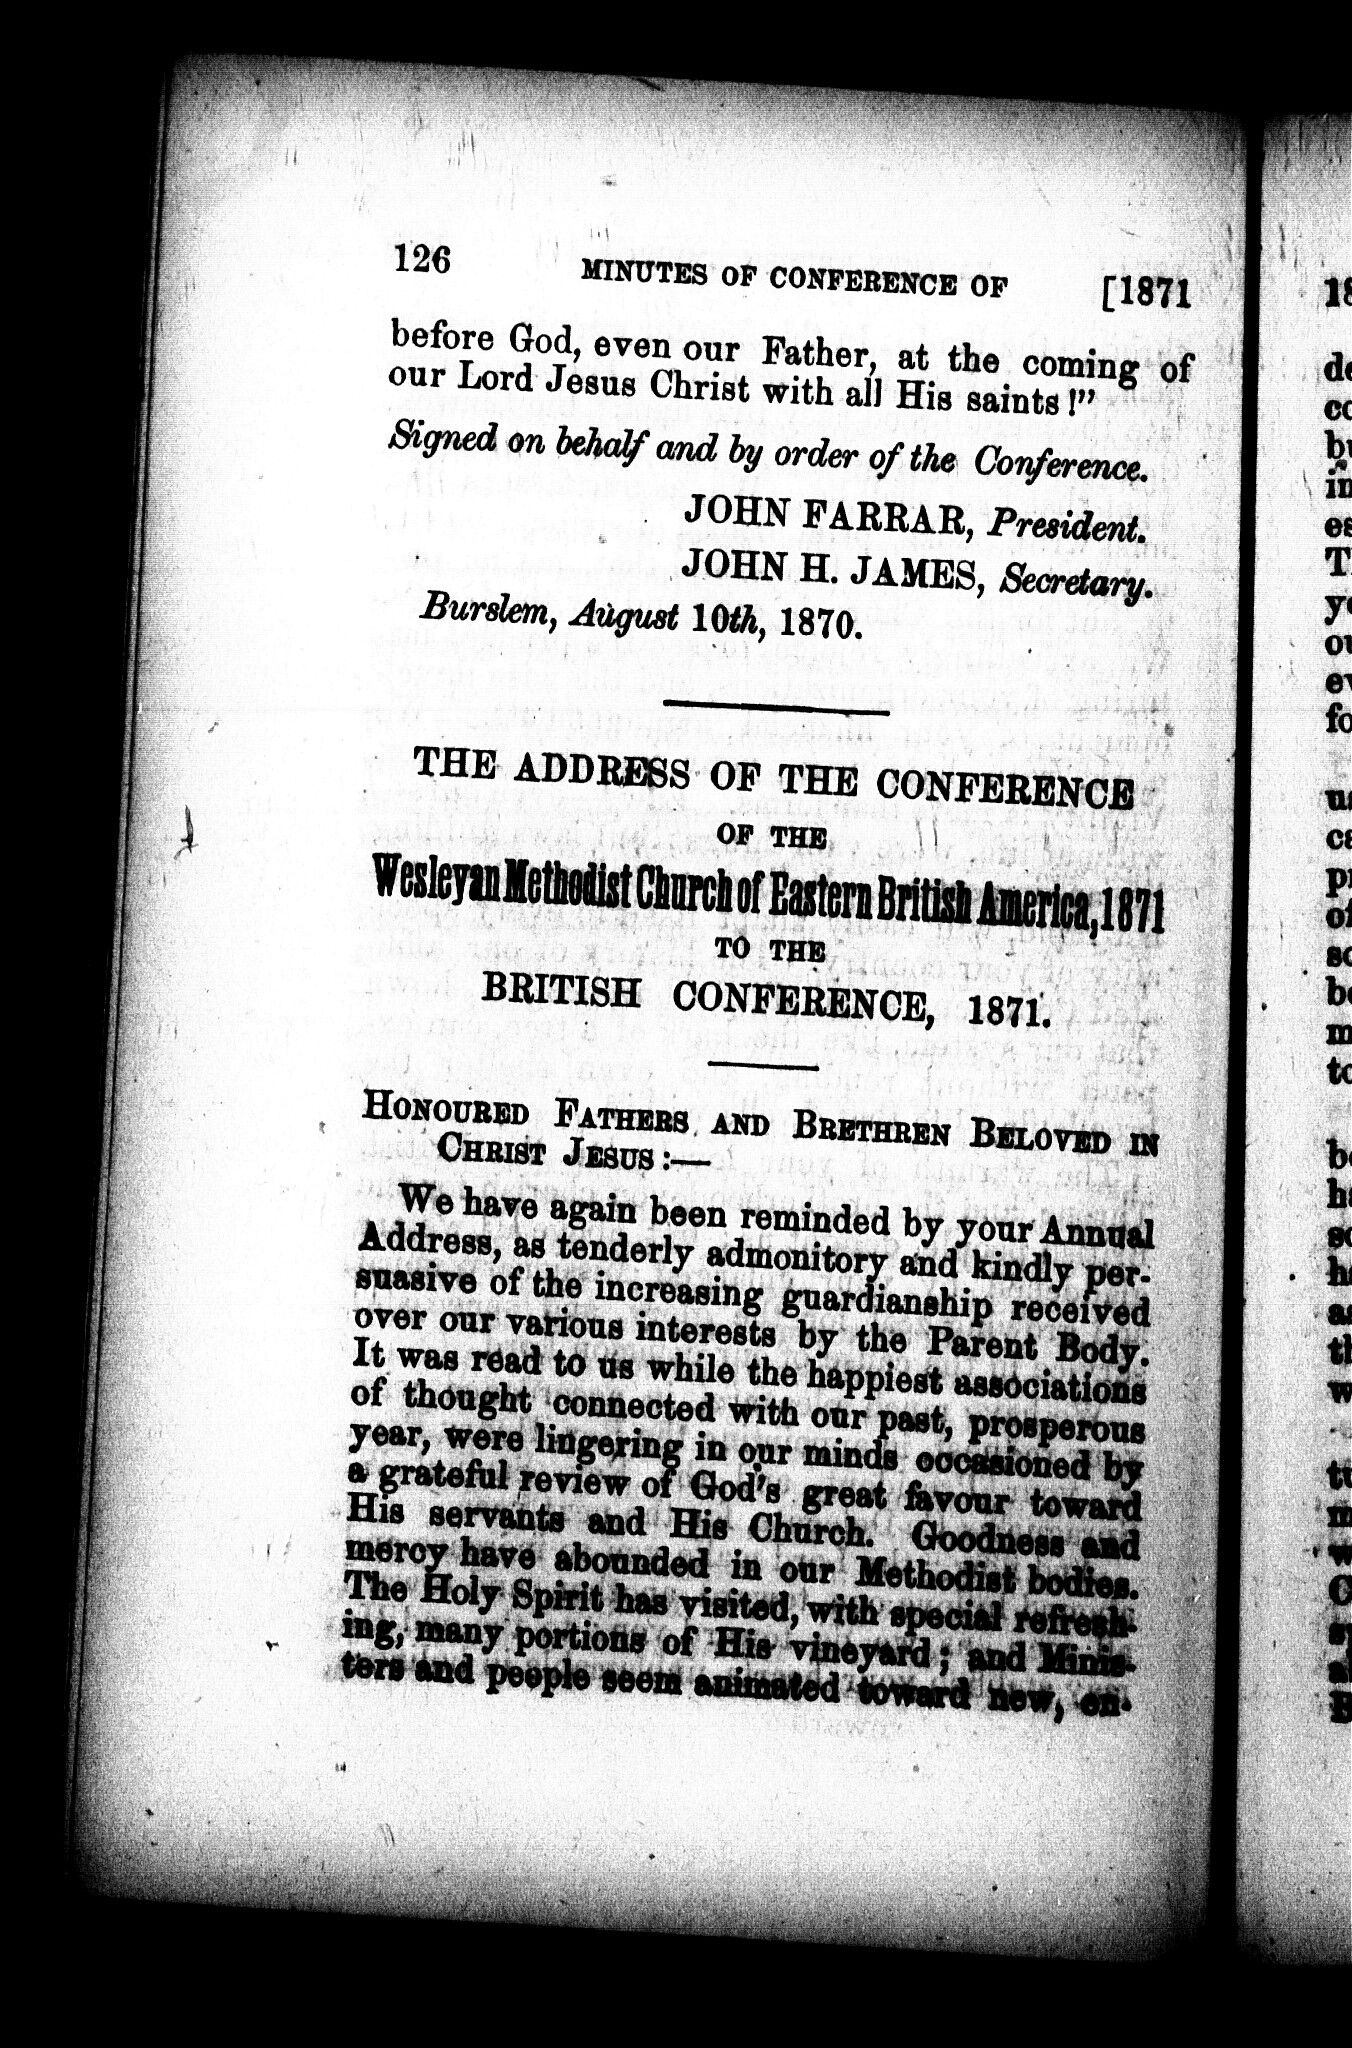 126 MINUTES OF CONFERENCE OF [1871
before God, even our Father, at the coming of
our Lord Jesus Christ with all His saints!"
Signed on behalf and by order of the Conference.
JOHN FARRAR, President.
JOHN H. JAMES, Secretary.
Burslem, August 10th, 1870.
THE ADDRESS OF THE CONFERENCE
OF THE
Wesleyan Methodist Church of Eastern British America, 1871
TO THE
BRITISH CONFERENCE, 1871.
HONOURED FATHERS AND BRETHREN BELOVED IN
CHRIST JESUS:—
We have again been reminded by your Annual
Address, as tenderly admonitory and kindly per-
suasive of the increasing guardianship received
over our various interests by the Parent Body.
It was read to us while the happiest associations
of thought connected with our past, prosperous
year, were lingering in our minds occasioned by
a grateful review of God's great favour toward
His servants and His Church. Goodness and
mercy have abounded in our Methodist bodies.
The Holy Spirit has visited, with special refresh-
ing, many portions of His vineyard; and Minis-
ters and people seem animated toward new, en-